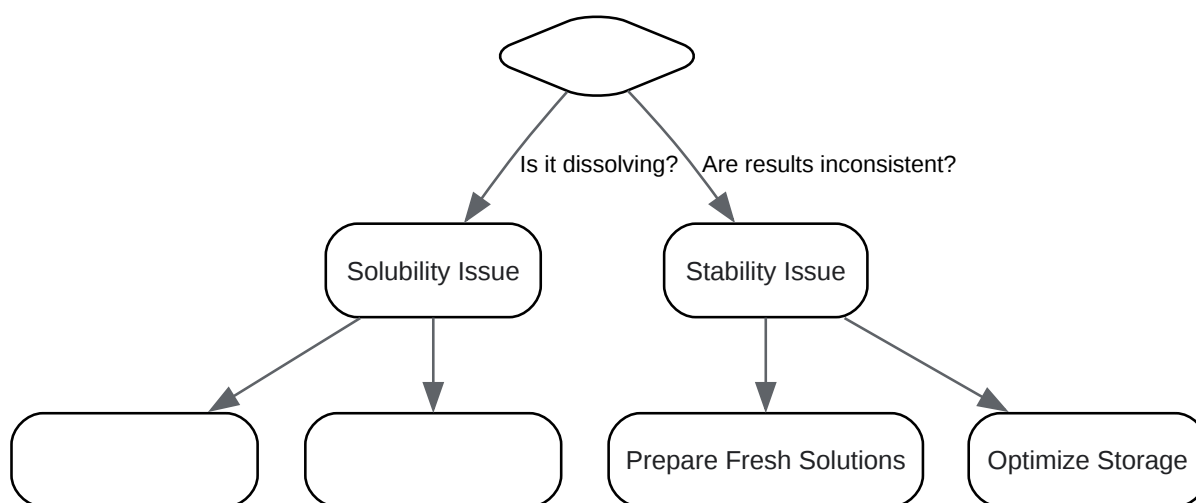 Is it dissolving?
Are results inconsistent?
Solubility Issue
Stability Issue
Prepare Fresh Solutions
Optimize Storage